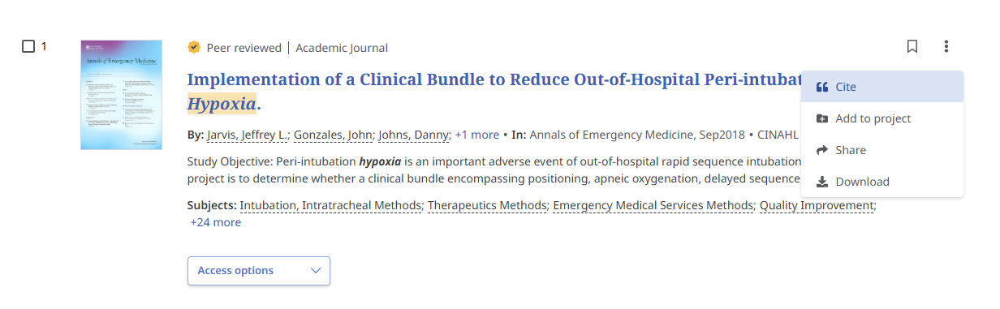 1
Annals of Emergency Medicine
Peer reviewed | Academic Journal
Implementation of a Clinical Bundle to Reduce Out-of-Hospital Peri-intubat
Hypoxia.
By: Jarvis, Jeffrey L.; Gonzales, John; Johns, Danny; +1 more • In: Annals of Emergency Medicine, Sep2018 • CINAHL
Study Objective: Peri-intubation hypoxia is an important adverse event of out-of-hospital rapid sequence intubation
project is to determine whether a clinical bundle encompassing positioning, apneic oxygenation, delayed sequence
Subjects: Intubation, Intratracheal Methods; Therapeutics Methods; Emergency Medical Services Methods; Quality Improvement;
+24 more
Access options
Cite
Add to project
Share
Download